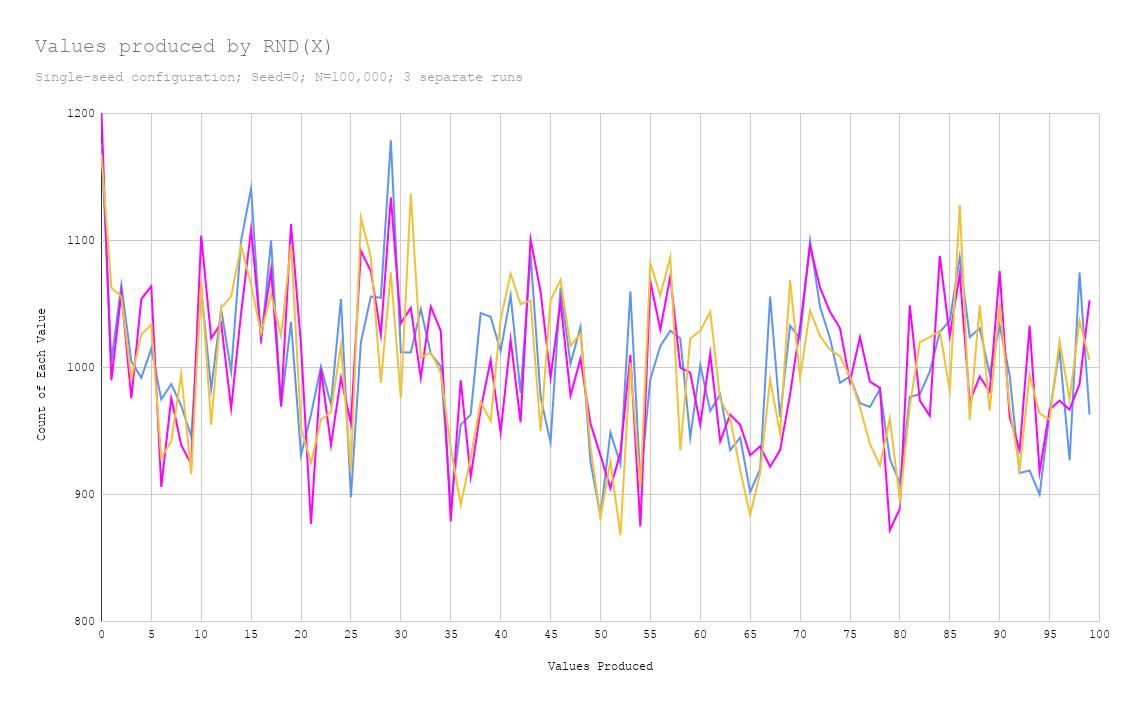 Values produced by RND(X)
Single-seed configuration; Seed=0; N=100,000; 3 separate runs
1200
1100
1000
900
800
Count of Each Value
0 5 10 15 20 25 30 35 40 45 50 55 60 65 70 75 80 85 90 95 100
Values Produced